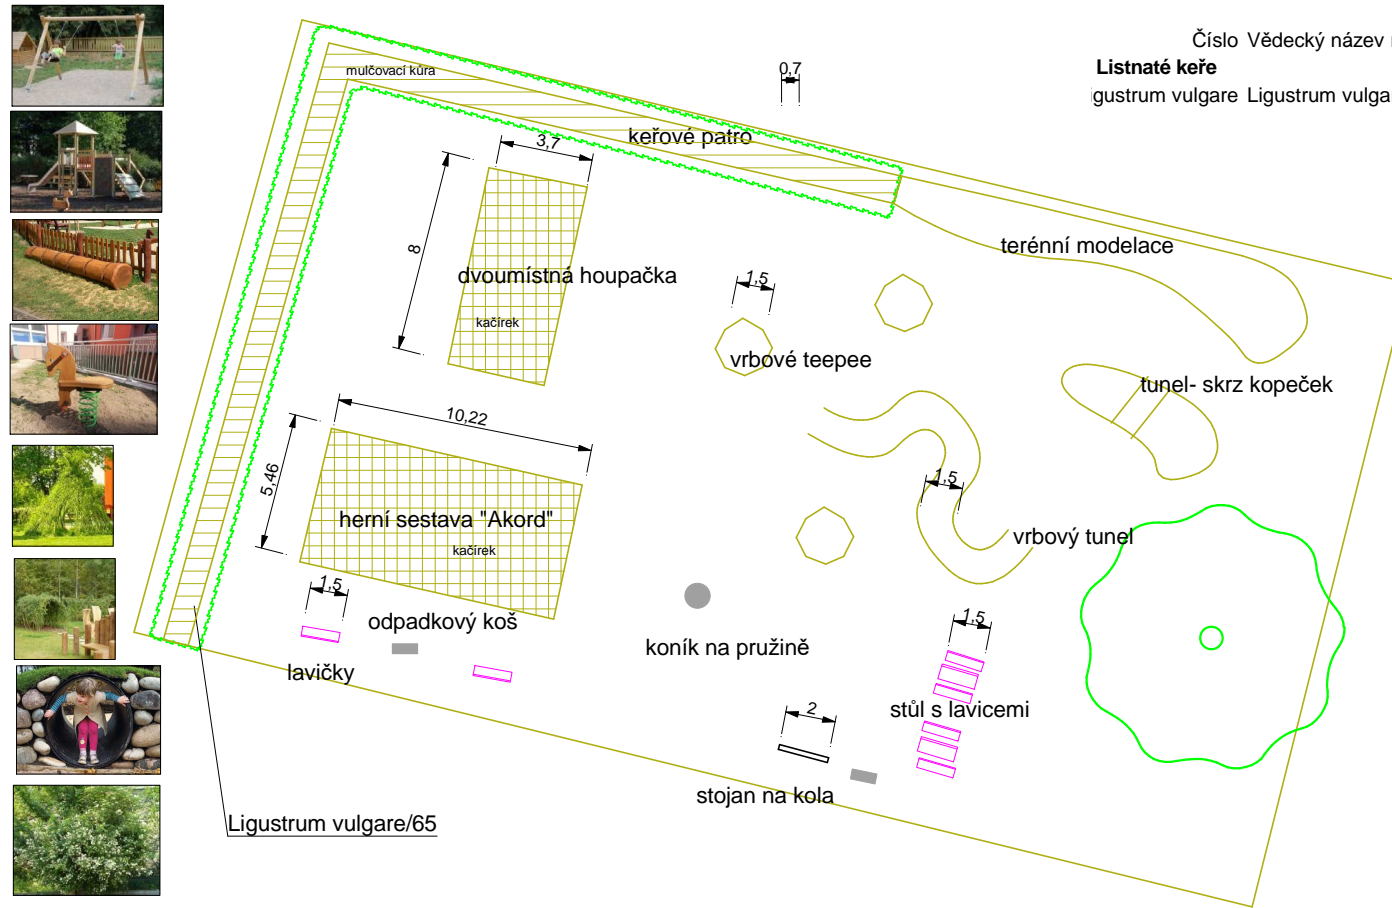 Číslo Vědecký název
Listnaté keře
igustrum vulgare Ligustrum vulga
mulčovací kúra
0,7
keřové patro
3,7
8
dvoumístná houpačka
kačírek
terénní modelace
1,5
vrbové teepee
tunel- skrz kopeček
10,22
5,46
herní sestava "Akord"
kačírek
1,5
vrbový tunel
1,5
odpadkový koš
lavičky
koník na pružině
1,5
stůl s lavicemi
2
stojan na kola
Ligustrum vulgare/65